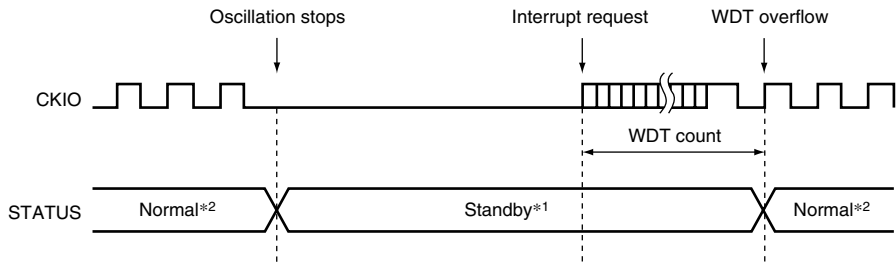 Oscillation stops
Interrupt request
WDT overflow
CKIO
WDT count
STATUS
Normal*2
Standby*1
Normal*2